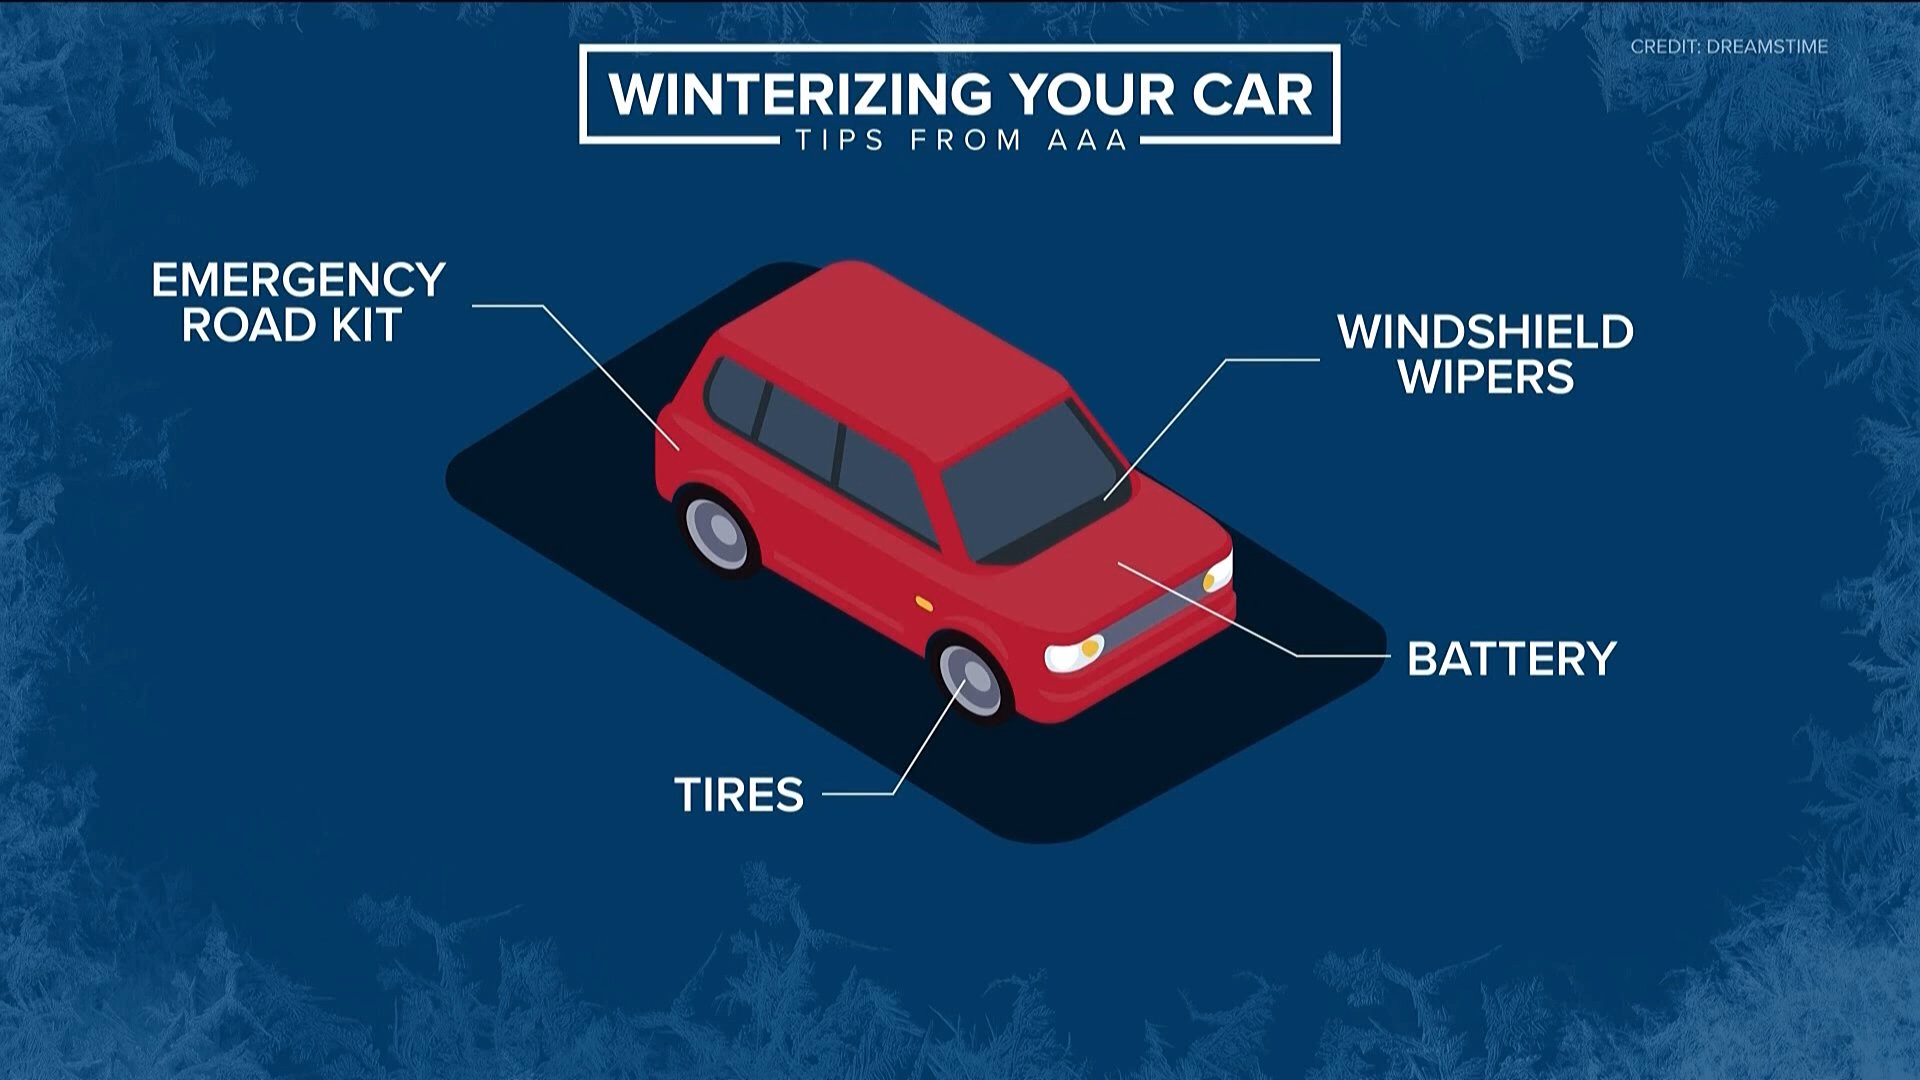 CREDIT: DREAMSTIME
WINTERIZING YOUR CAR
TIPS FROM AAA
EMERGENCY
ROAD KIT
WINDSHIELD
WIPERS
BATTERY
TIRES